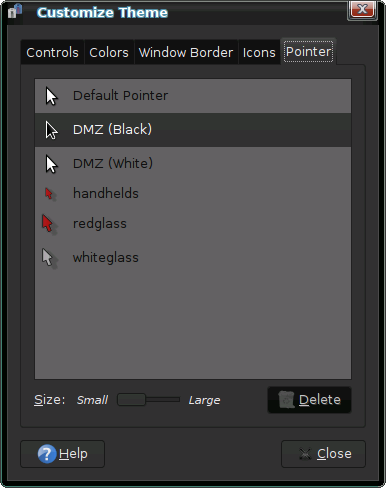 Customize Theme
Controls Colors Window Border Icons Pointer
Default Pointer
DMZ (Black)
DMZ (White)
handhelds
redglass
whiteglass
Size: Small Large Delete
Help Close